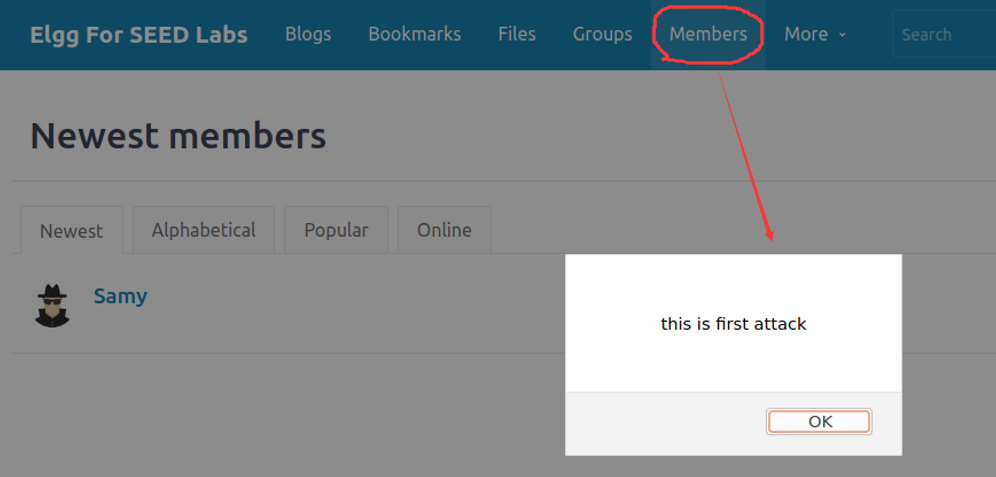 Elgg For SEED Labs Blogs Bookmarks Files Groups Members More Search
Newest members
Newest Alphabetical Popular Online
Samy
this is first attack
OK